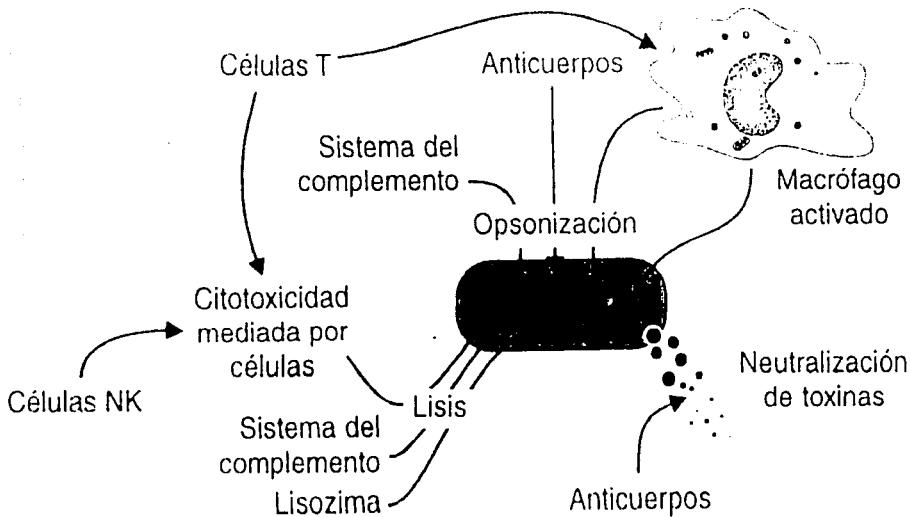 Células T
Anticuerpos
Sistema del
complemento
Opsonización
Macrófago
activado
Citotoxicidad
mediada por
células
Células NK
Lisis
Sistema del
complemento
Lisozima
Neutralización
de toxinas
Anticuerpos